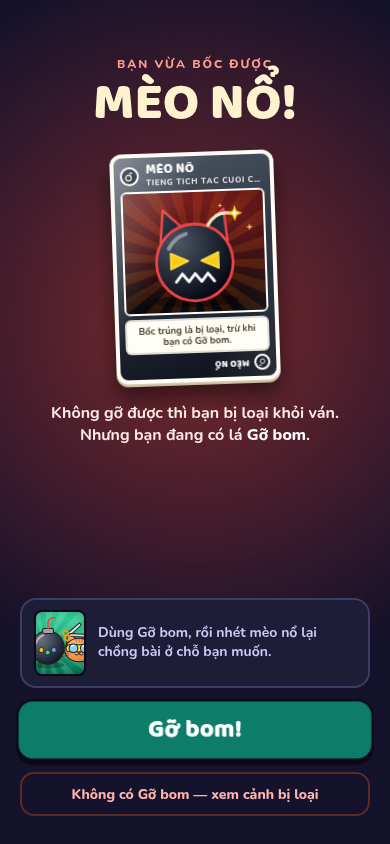 BẠN VỪA BỐC ĐƯỢC
MÈO NỔ!
MÈO NỔ
TIENG TICH TAC CUOI C...
Bốc trúng là bị loại, trừ khi
bạn có Gỡ bom.
MÈO NỔ
Không gỡ được thì bạn bị loại khỏi ván.
Nhưng bạn đang có lá Gỡ bom.
Dùng Gỡ bom, rồi nhét mèo nổ lại
chồng bài ở chỗ bạn muốn.
Gỡ bom!
Không có Gỡ bom — xem cảnh bị loại